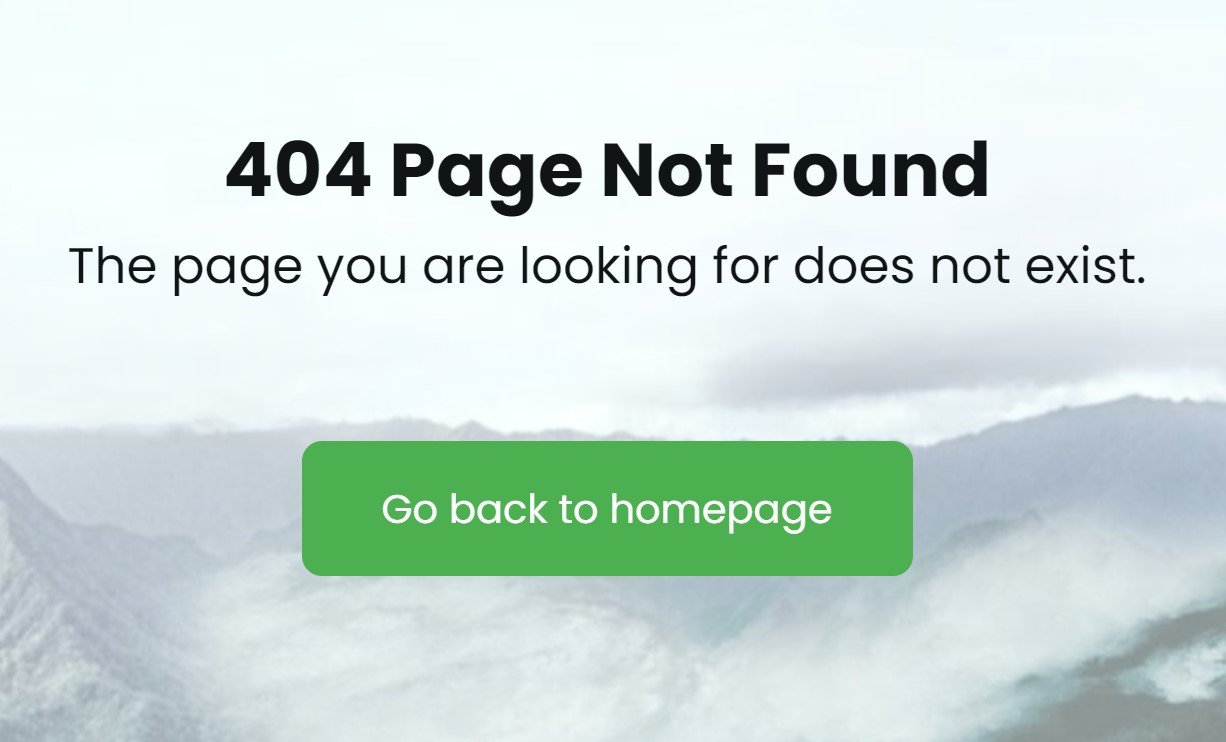 404 Page Not Found
The page you are looking for does not exist.
Go back to homepage